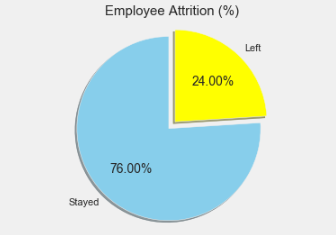 Employee Attrition (%)
Left
24.00%
76.00%
Stayed